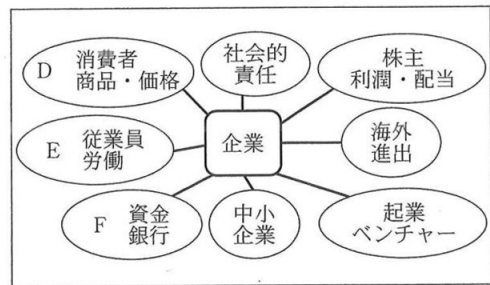 D 消費者
商品・価格
社会的
責任
株主
利潤・配当
E 従業員
労働
企業
海外
進出
F 資金
銀行
中小
企業
起業
ベンチャー